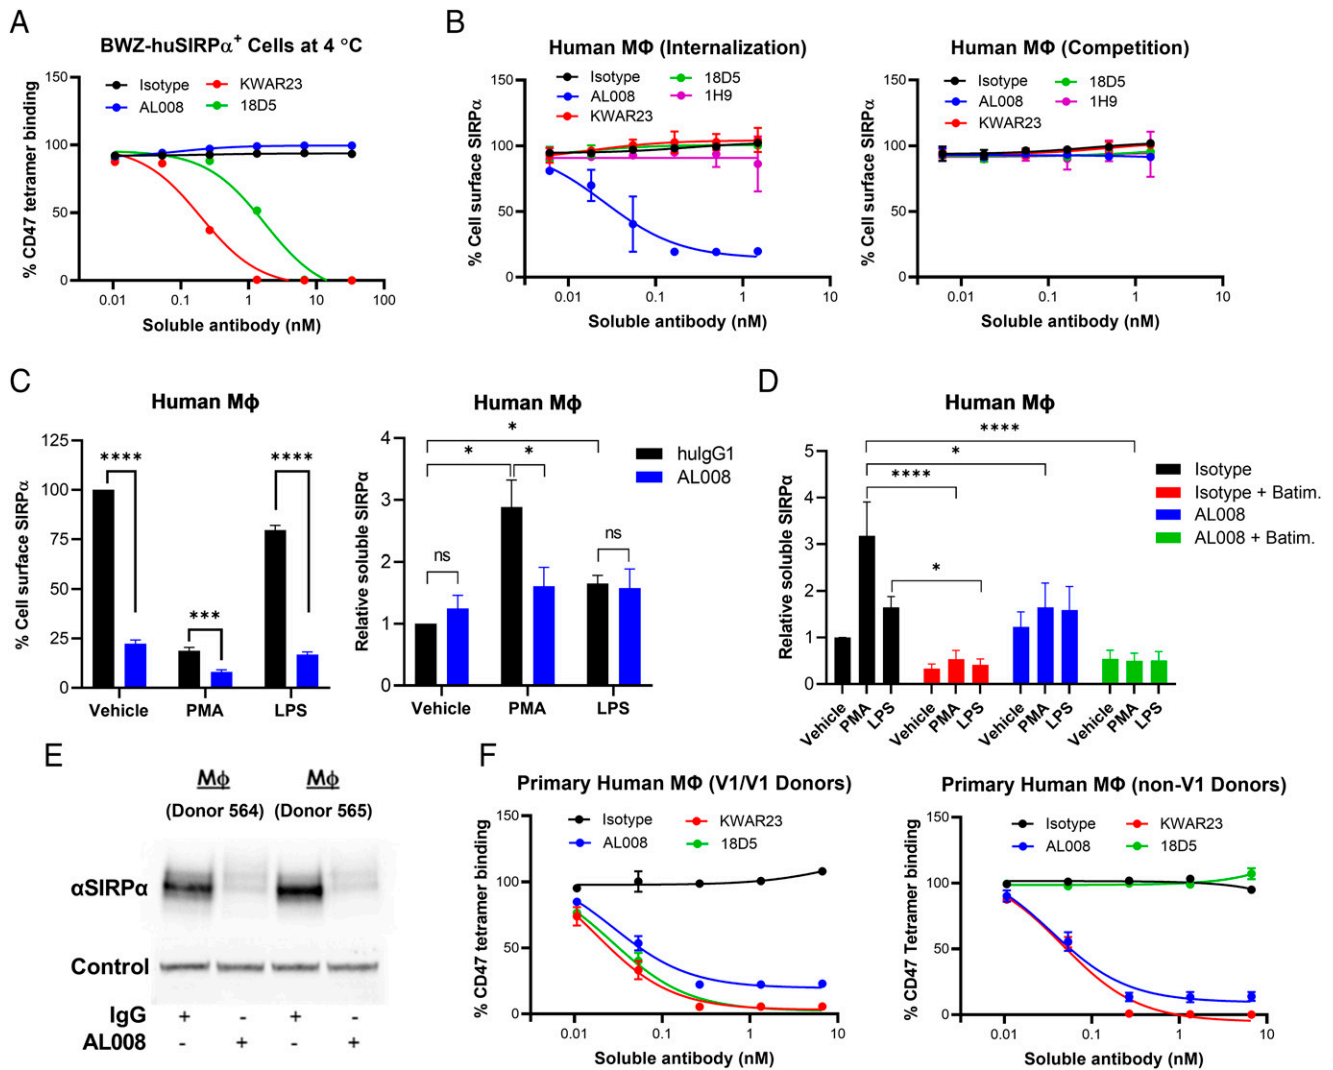 A
BWZ-huSIRPα⁺ Cells at 4 °C
Isotype
KWAR23
AL008
18D5
% CD47 tetramer binding
150
100
50
0
0.01 0.1 1 10 100
Soluble antibody (nM)
B
Human MΦ (Internalization)
Isotype
18D5
AL008
1H9
KWAR23
% Cell surface SIRPα
150
100
50
0
0.01 0.1 1 10
Soluble antibody (nM)
Human MΦ (Competition)
Isotype
18D5
AL008
1H9
KWAR23
% Cell surface SIRPα
150
100
50
0
0.01 0.1 1 10
Soluble antibody (nM)
C
Human Mϕ
% Cell surface SIRPα
125
100
75
50
25
0
****
***
****
Vehicle PMA LPS
Human Mϕ
Relative soluble SIRPα
4
3
2
1
0
*
* *
ns
ns
huIgG1
AL008
Vehicle PMA LPS
D
Human Mϕ
Relative soluble SIRPα
5
4
3
2
1
0
****
*
****
*
Isotype
Isotype + Batim.
AL008
AL008 + Batim.
Vehicle PMA LPS Vehicle PMA LPS Vehicle PMA LPS Vehicle PMA LPS
E
Mϕ Mϕ
(Donor 564) (Donor 565)
αSIRPα
Control
IgG + - + -
AL008 - + - +
F
Primary Human MΦ (V1/V1 Donors)
Isotype
KWAR23
AL008
18D5
% CD47 tetramer binding
150
100
50
0
0.01 0.1 1 10
Soluble antibody (nM)
Primary Human MΦ (non-V1 Donors)
Isotype
KWAR23
AL008
18D5
% CD47 Tetramer binding
150
100
50
0
0.01 0.1 1 10
Soluble antibody (nM)